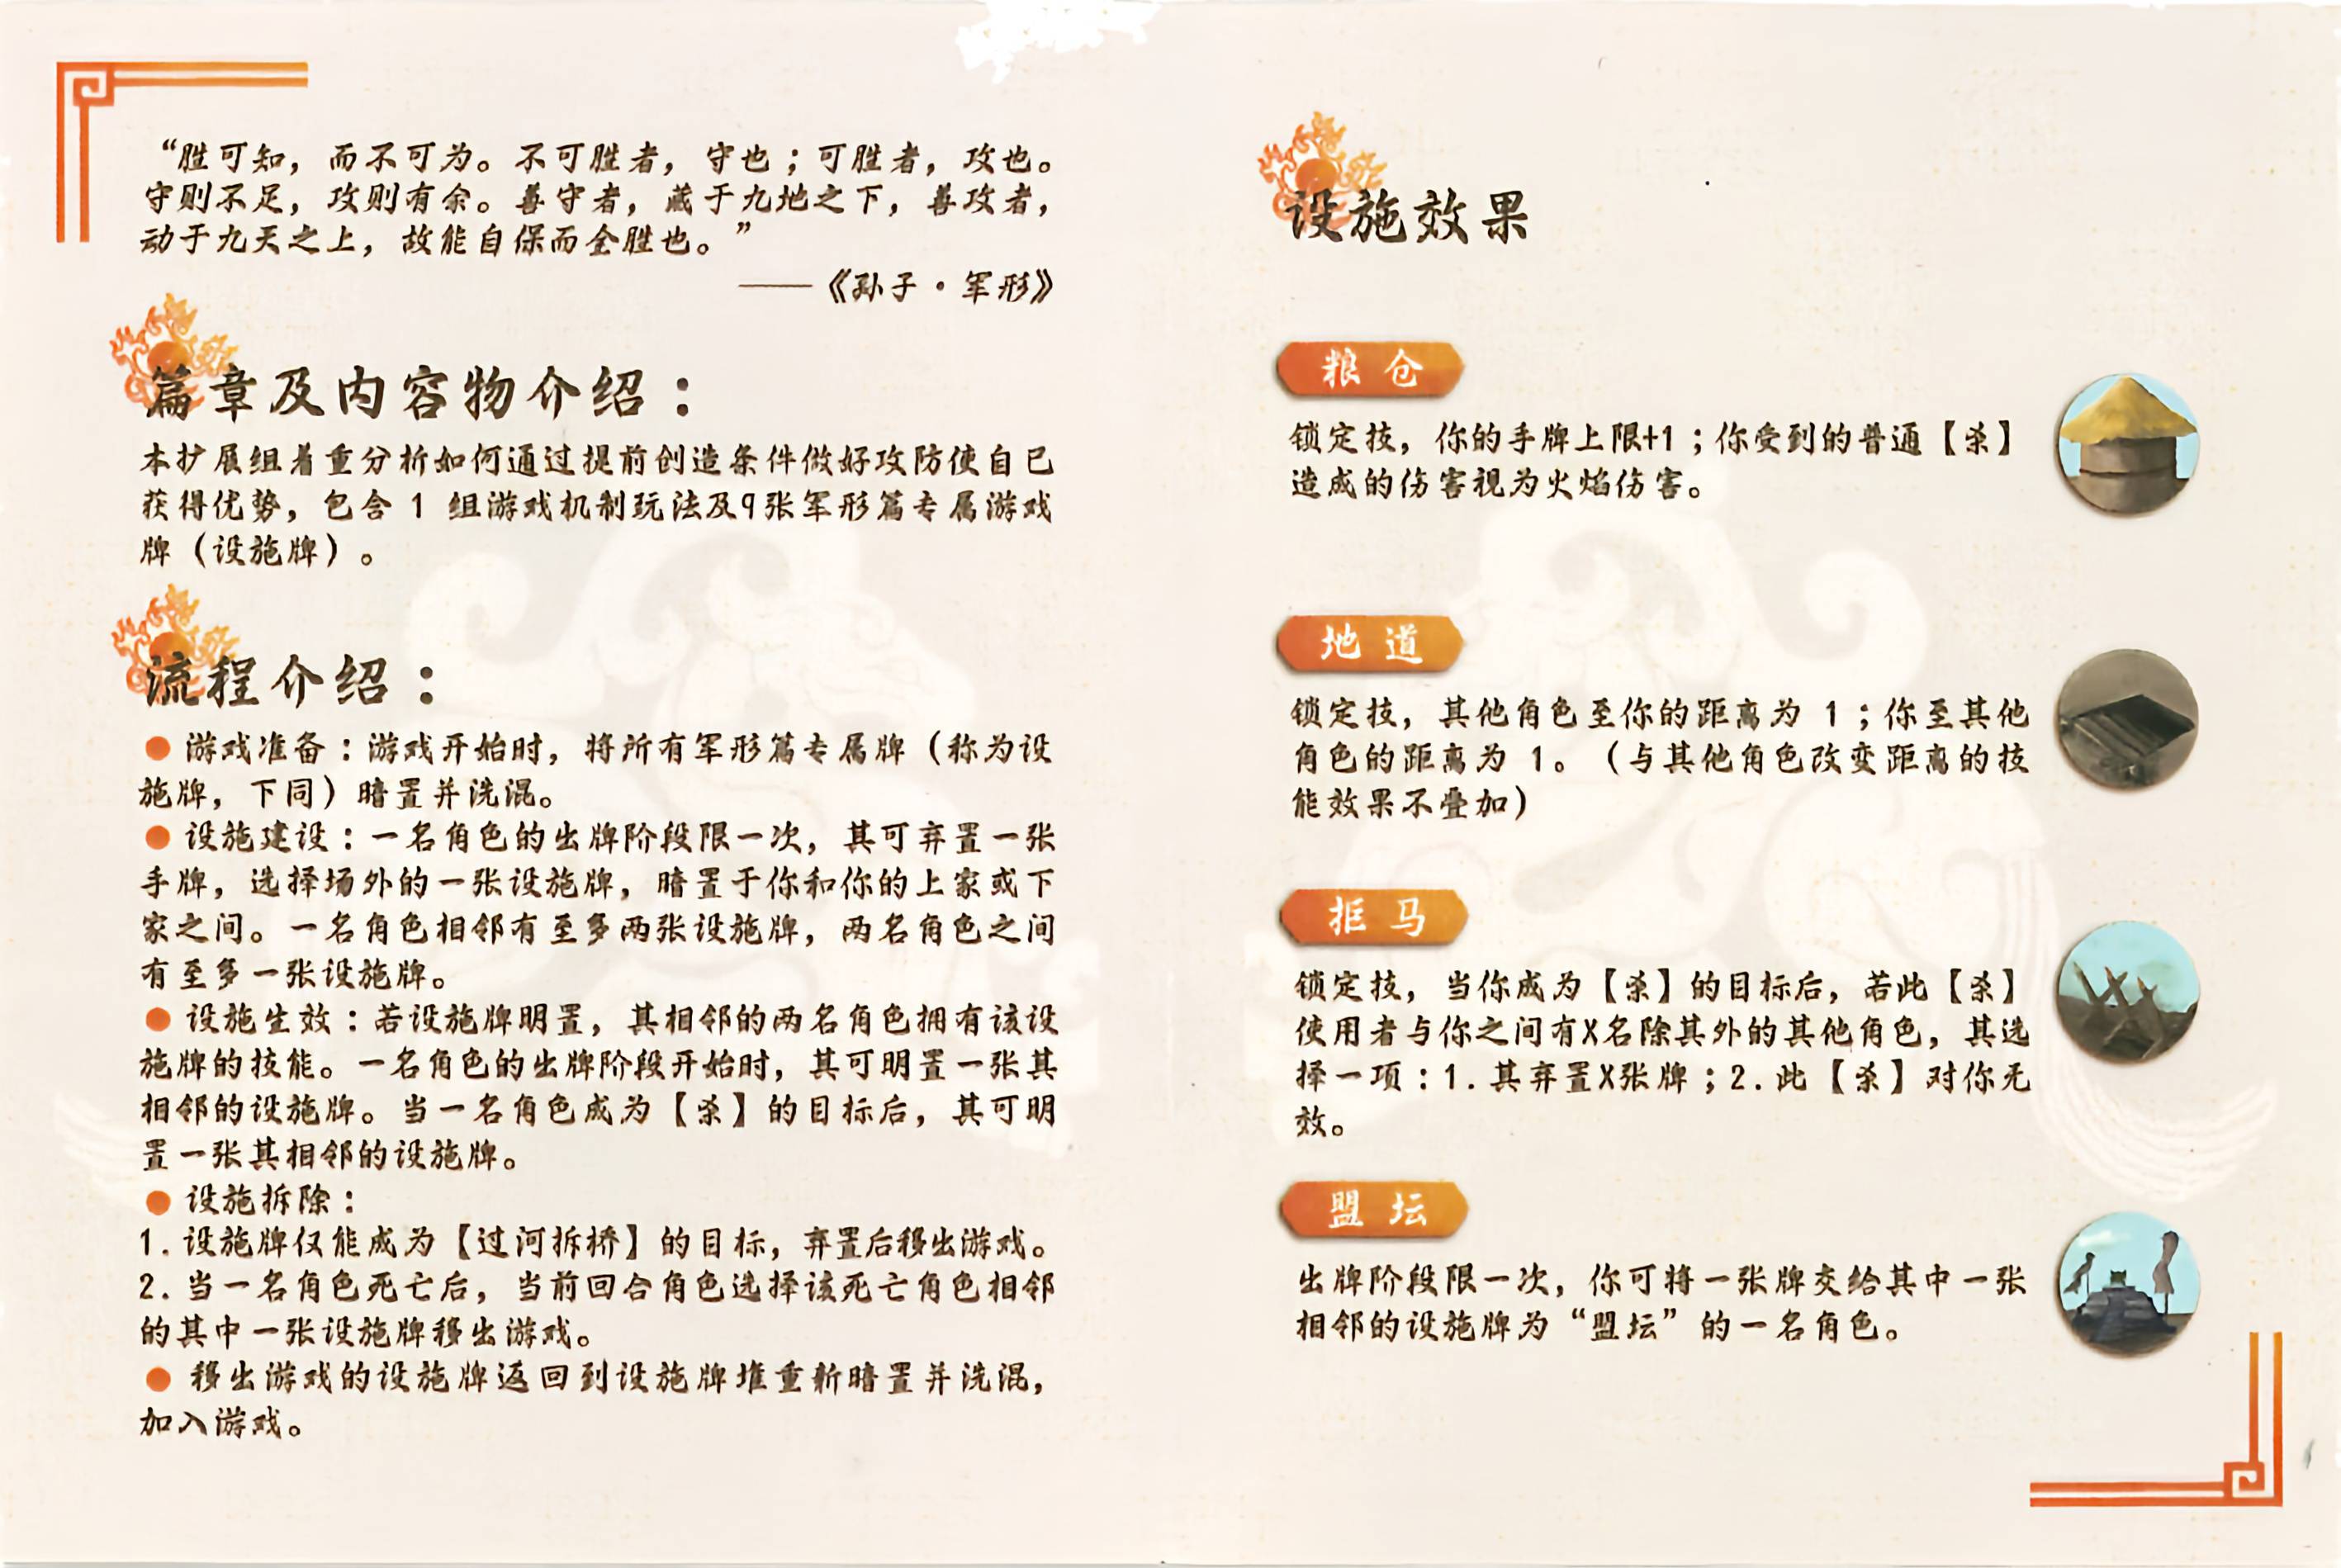 “胜可知，而不可为。不可胜者，守也；可胜者，攻也。
守则不足，攻则有余。善守者，藏于九地之下，善攻者，
动于九天之上，故能自保而全胜也。”
——《孙子·军形》
篇章及内容物介绍：
本扩展组着重分析如何通过提前创造条件做好攻防使自己
获得优势，包含 1 组游戏机制玩法及9张军形篇专属游戏
牌（设施牌）。
流程介绍：
● 游戏准备：游戏开始时，将所有军形篇专属牌（称为设
施牌，下同）暗置并洗混。
● 设施建设：一名角色的出牌阶段限一次，其可弃置一张
手牌，选择场外的一张设施牌，暗置于你和你的上家或下
家之间。一名角色相邻有至多两张设施牌，两名角色之间
有至多一张设施牌。
● 设施生效：若设施牌明置，其相邻的两名角色拥有该设
施牌的技能。一名角色的出牌阶段开始时，其可明置一张其
相邻的设施牌。当一名角色成为【杀】的目标后，其可明
置一张其相邻的设施牌。
● 设施拆除：
1. 设施牌仅能成为【过河拆桥】的目标，弃置后移出游戏。
2. 当一名角色死亡后，当前回合角色选择该死亡角色相邻
的其中一张设施牌移出游戏。
● 移出游戏的设施牌返回到设施牌堆重新暗置并洗混，
加入游戏。
设施效果
粮仓
锁定技，你的手牌上限+1；你受到的普通【杀】
造成的伤害视为火焰伤害。
地道
锁定技，其他角色至你的距离为 1；你至其他
角色的距离为 1。（与其他角色改变距离的技
能效果不叠加）
拒马
锁定技，当你成为【杀】的目标后，若此【杀】
使用者与你之间有X名除其外的其他角色，其选
择一项：1. 其弃置X张牌；2. 此【杀】对你无
效。
盟坛
出牌阶段限一次，你可将一张牌交给其中一张
相邻的设施牌为“盟坛”的一名角色。